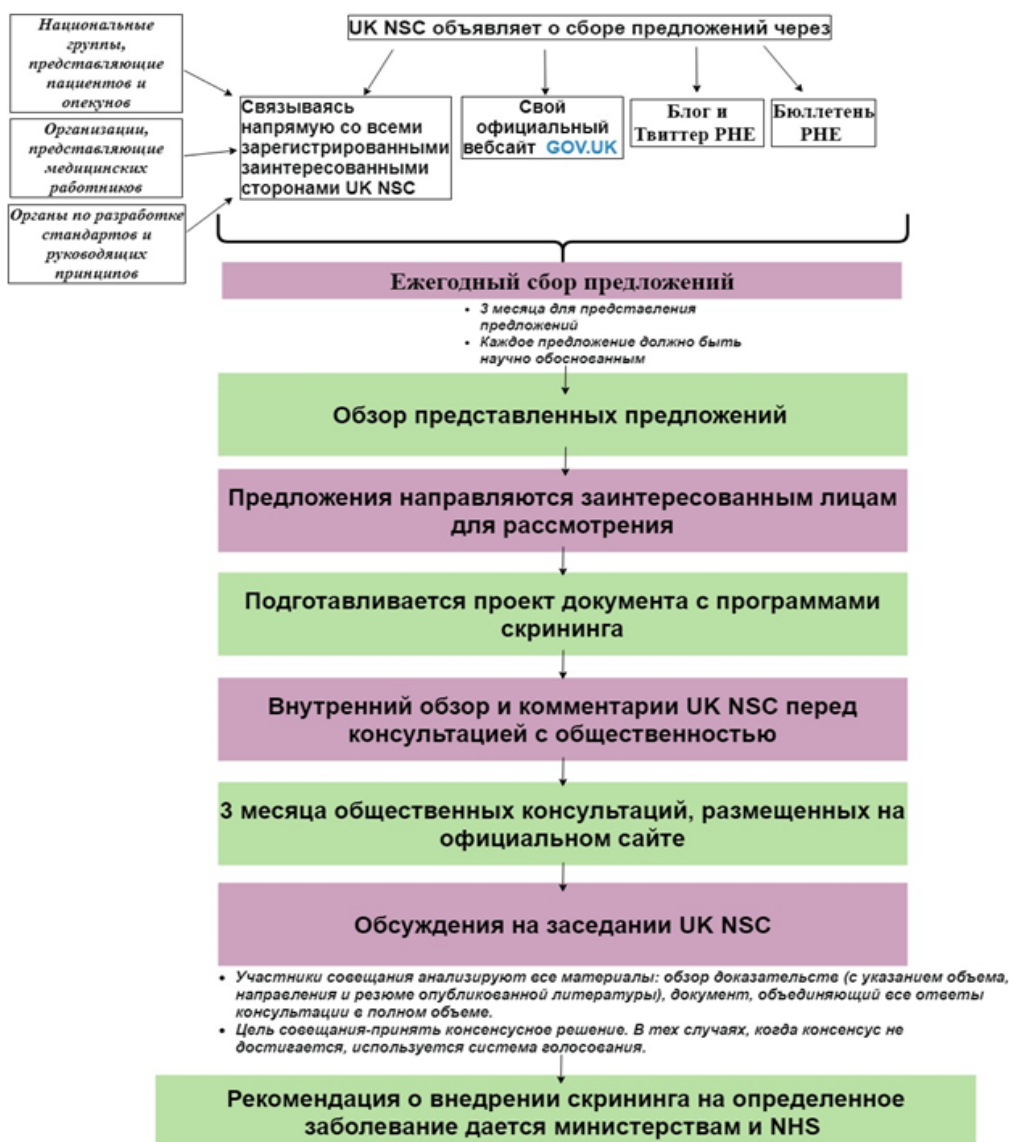 UK NSC объявляет о сборе предложений через
Национальные
группы,
представляющие
пациентов и
опекунов
Организации,
представляющие
медицинских
работников
Органы по разработке
стандартов и
руководящих
принципов
Связываясь
напрямую со всеми
зарегистрированными
заинтересованными
сторонами UK NSC
Свой
официальный
вебсайт GOV.UK
Блог и
Твиттер PHE
Бюллетень
PHE
Ежегодный сбор предложений
• 3 месяца для представления
предложений
• Каждое предложение должно быть
научно обоснованным
Обзор представленных предложений
Предложения направляются заинтересованным лицам
для рассмотрения
Подготавливается проект документа с программами
скрининга
Внутренний обзор и комментарии UK NSC перед
консультацией с общественностью
3 месяца общественных консультаций, размещенных на
официальном сайте
Обсуждения на заседании UK NSC
• Участники совещания анализируют все материалы: обзор доказательств (с указанием объема,
направления и резюме опубликованной литературы), документ, объединяющий все ответы
консультации в полном объеме.
• Цель совещания-принять консенсусное решение. В тех случаях, когда консенсус не
достигается, используется система голосования.
Рекомендация о внедрении скрининга на определенное
заболевание дается министерствам и NHS